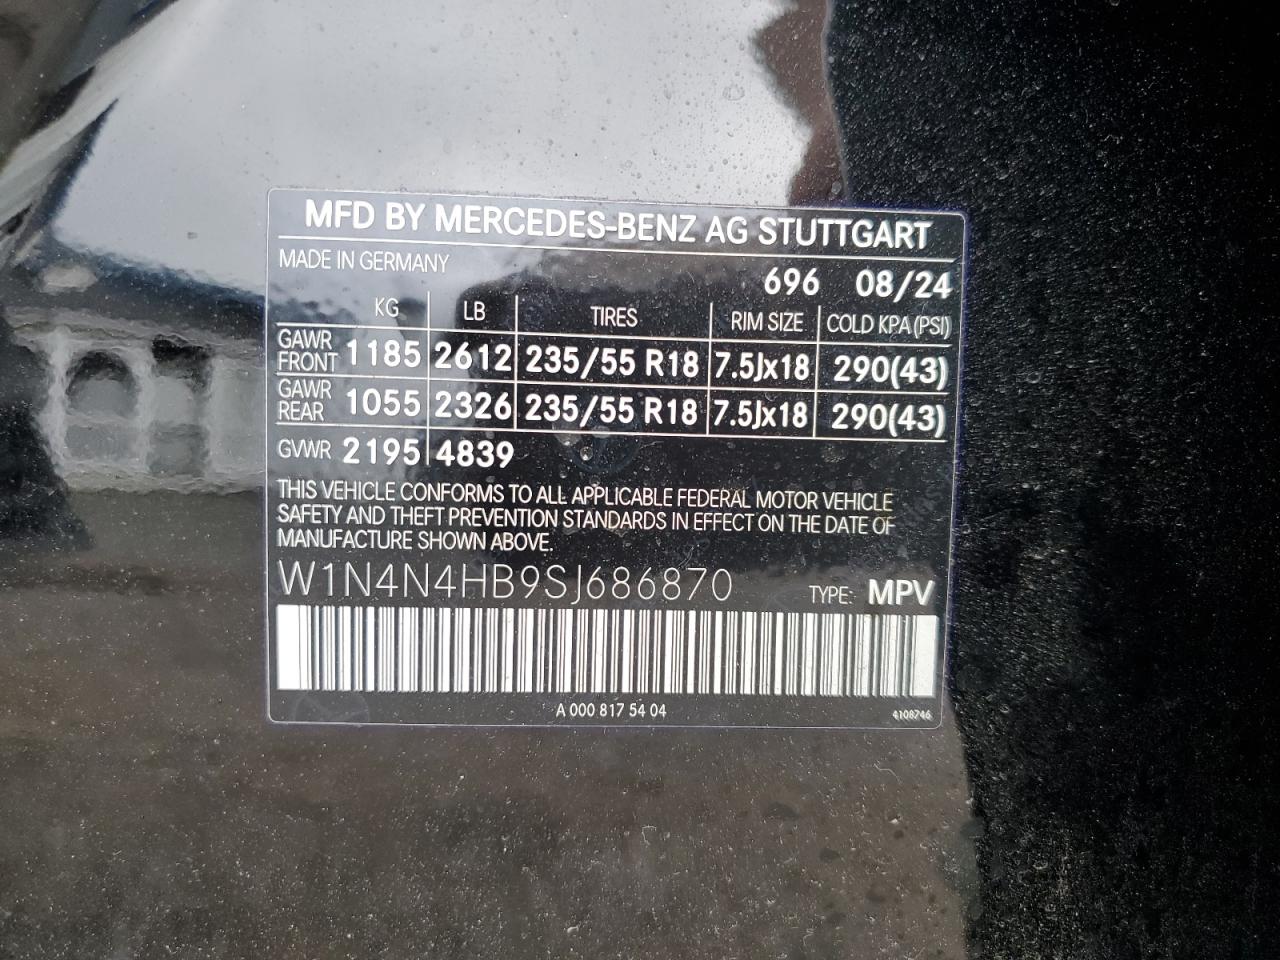 MFD BY MERCEDES-BENZ AG STUTTGART
MADE IN GERMANY 696 08/24
KG LB TIRES RIM SIZE COLD KPA (PSI)
GAWR FRONT 1185 2612 235/55 R18 7.5Jx18 290(43)
GAWR REAR 1055 2326 235/55 R18 7.5Jx18 290(43)
GVWR 2195 4839
THIS VEHICLE CONFORMS TO ALL APPLICABLE FEDERAL MOTOR VEHICLE
SAFETY AND THEFT PREVENTION STANDARDS IN EFFECT ON THE DATE OF
MANUFACTURE SHOWN ABOVE.
W1N4N4HB9SJ686870 TYPE: MPV
A 000 817 54 04 4108746